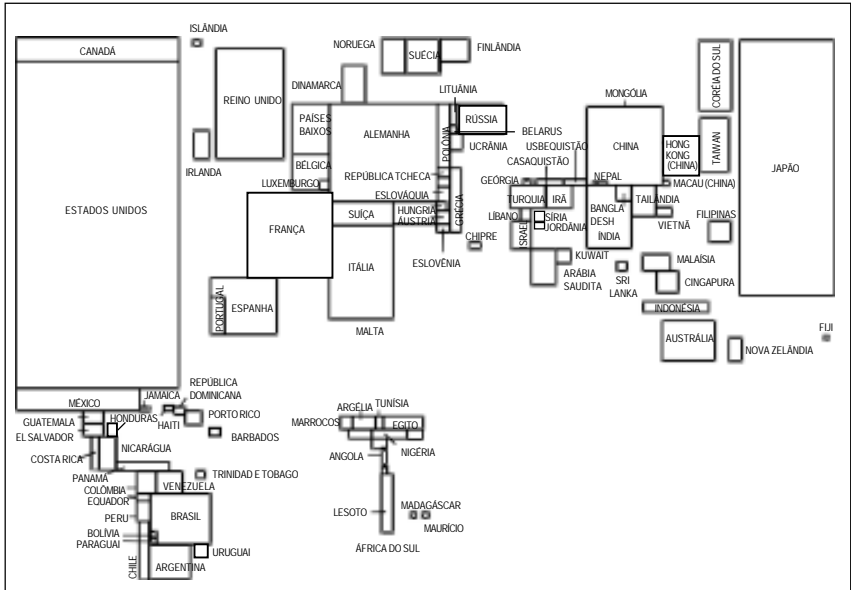 ISLÂNDIA
CANADÁ
NORUEGA
SUÉCIA
FINLÂNDIA
CORÉIA DO SUL
DINAMARCA
LITUÂNIA
MONGÓLIA
REINO UNIDO
PAÍSES
BAIXOS
ALEMANHA
RÚSSIA
POLÔNIA
BELARUS
UCRÂNIA
USBEQUISTÃO
CASAQUISTÃO
CHINA
HONG
KONG
(CHINA)
TAIWAN
JAPÃO
IRLANDA
BÉLGICA
LUXEMBURGO
REPÚBLICA TCHECA
ESLOVÁQUIA
GEÓRGIA
NEPAL
MACAU (CHINA)
ESTADOS UNIDOS
FRANÇA
SUÍÇA
HUNGRIA
ÁUSTRIA
GRÉCIA
TURQUIA
IRÃ
TAILÂNDIA
LÍBANO
SÍRIA
JORDÂNIA
ISRAEL
BANGLA
DESH
ÍNDIA
VIETNÃ
FILIPINAS
CHIPRE
ESLOVÊNIA
ITÁLIA
KUWAIT
ARÁBIA
SAUDITA
SRI
LANKA
MALAÍSIA
CINGAPURA
PORTUGAL
ESPANHA
INDONÉSIA
MALTA
AUSTRÁLIA
FIJI
NOVA ZELÂNDIA
MÉXICO
JAMAICA
REPÚBLICA
DOMINICANA
GUATEMALA
HONDURAS
HAITI
PORTO RICO
EL SALVADOR
BARBADOS
COSTA RICA
NICARÁGUA
PANAMÁ
TRINIDAD E TOBAGO
COLÔMBIA
VENEZUELA
EQUADOR
PERU
BRASIL
BOLÍVIA
PARAGUAI
URUGUAI
CHILE
ARGENTINA
ARGÉLIA
TUNÍSIA
MARROCOS
EGITO
NIGÉRIA
ANGOLA
LESOTO
MADAGÁSCAR
MAURÍCIO
ÁFRICA DO SUL